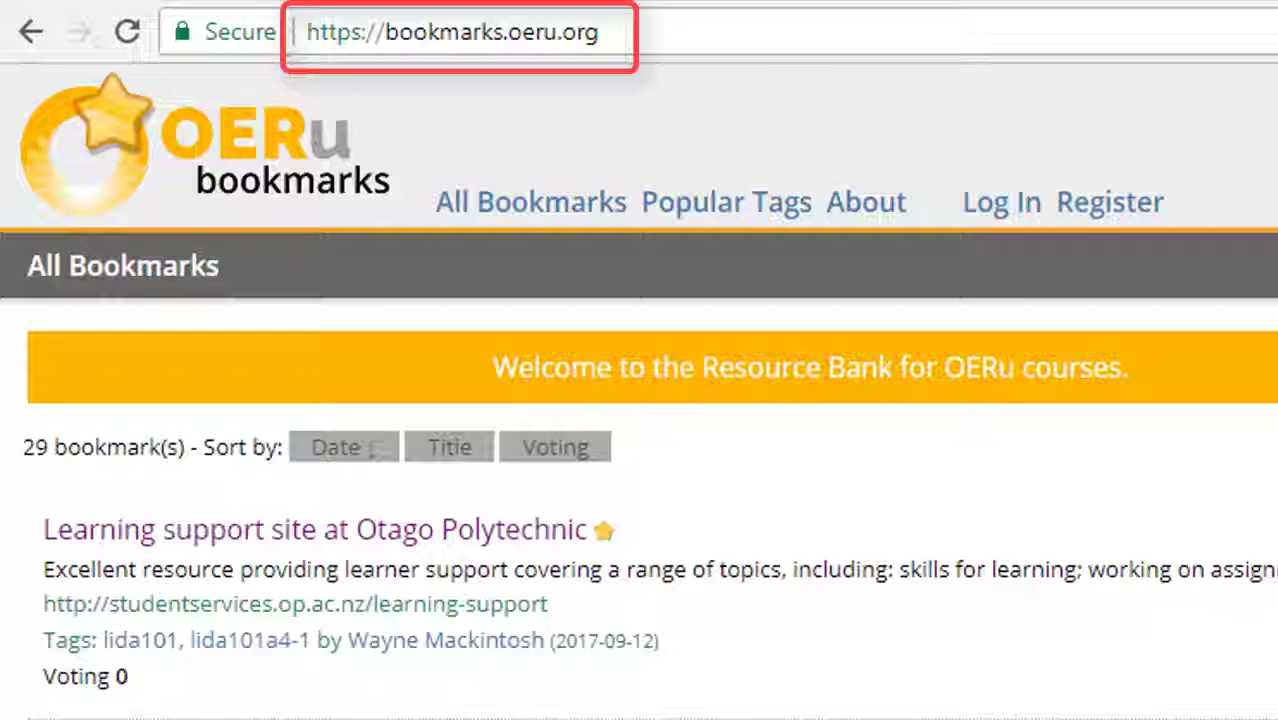 Secure https://bookmarks.oeru.org
OERu
bookmarks
All Bookmarks Popular Tags About Log In Register
All Bookmarks
Welcome to the Resource Bank for OERu courses.
29 bookmark(s) - Sort by: Date ↓ Title Voting
Learning support site at Otago Polytechnic
Excellent resource providing learner support covering a range of topics, including: skills for learning; working on
http://studentservices.op.ac.nz/learning-support
Tags: lida101, lida101a4-1 by Wayne Mackintosh (2017-09-12)
Voting 0